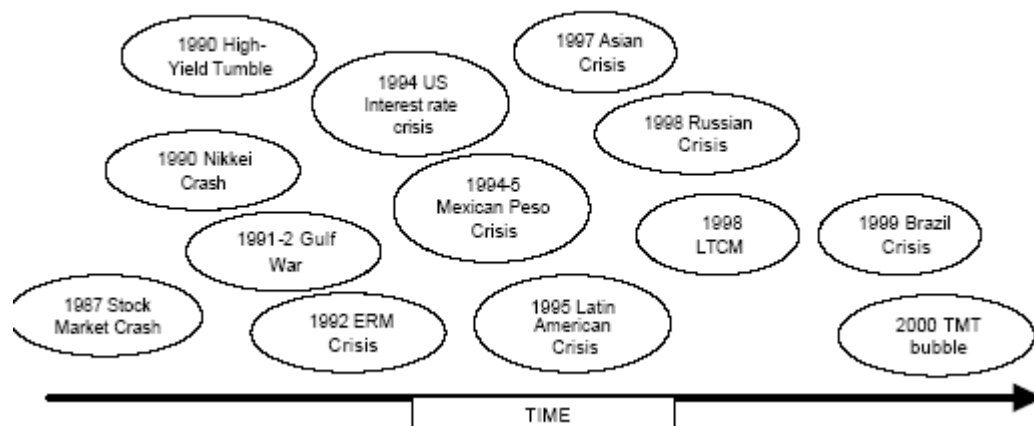 1990 High-
Yield Tumble
1997 Asian
Crisis
1994 US
Interest rate
crisis
1998 Russian
Crisis
1990 Nikkei
Crash
1994-5
Mexican Peso
Crisis
1998
LTCM
1999 Brazil
Crisis
1991-2 Gulf
War
1987 Stock
Market Crash
1992 ERM
Crisis
1995 Latin
American
Crisis
2000 TMT
bubble
TIME